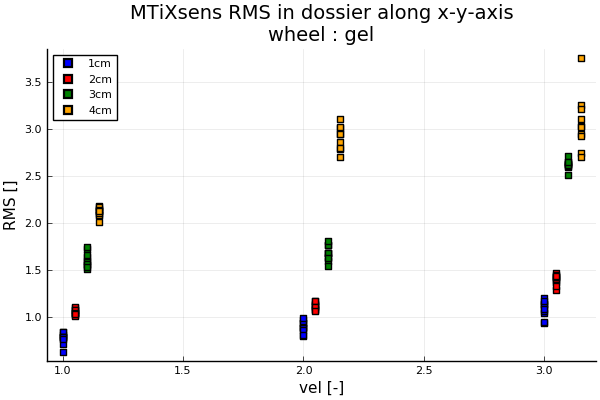 MTiXsens RMS in dossier along x-y-axis
wheel : gel
1cm
2cm
3cm
4cm
3.5
3.0
2.5
2.0
1.5
1.0
RMS []
1.0 1.5 2.0 2.5 3.0
vel [-]